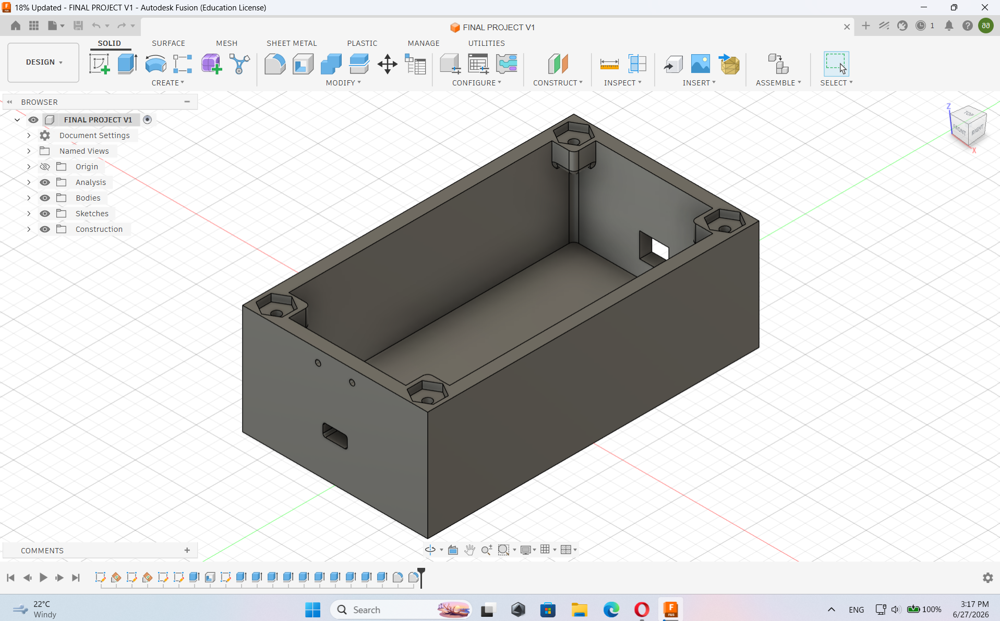 18% Updated - FINAL PROJECT V1 - Autodesk Fusion (Education License)
FINAL PROJECT V1
1
ðð
DESIGN
SOLID SURFACE MESH SHEET METAL PLASTIC MANAGE UTILITIES
CREATE MODIFY CONFIGURE CONSTRUCT INSPECT INSERT ASSEMBLE SELECT
BROWSER
FINAL PROJECT V1
Document Settings
Named Views
Origin
Analysis
Bodies
Sketches
Construction
Z
TOP
FRONT RIGHT
X
COMMENTS
22°C
Windy
Search
F
FUS
ENG
100%
3:17 PM
6/27/2026